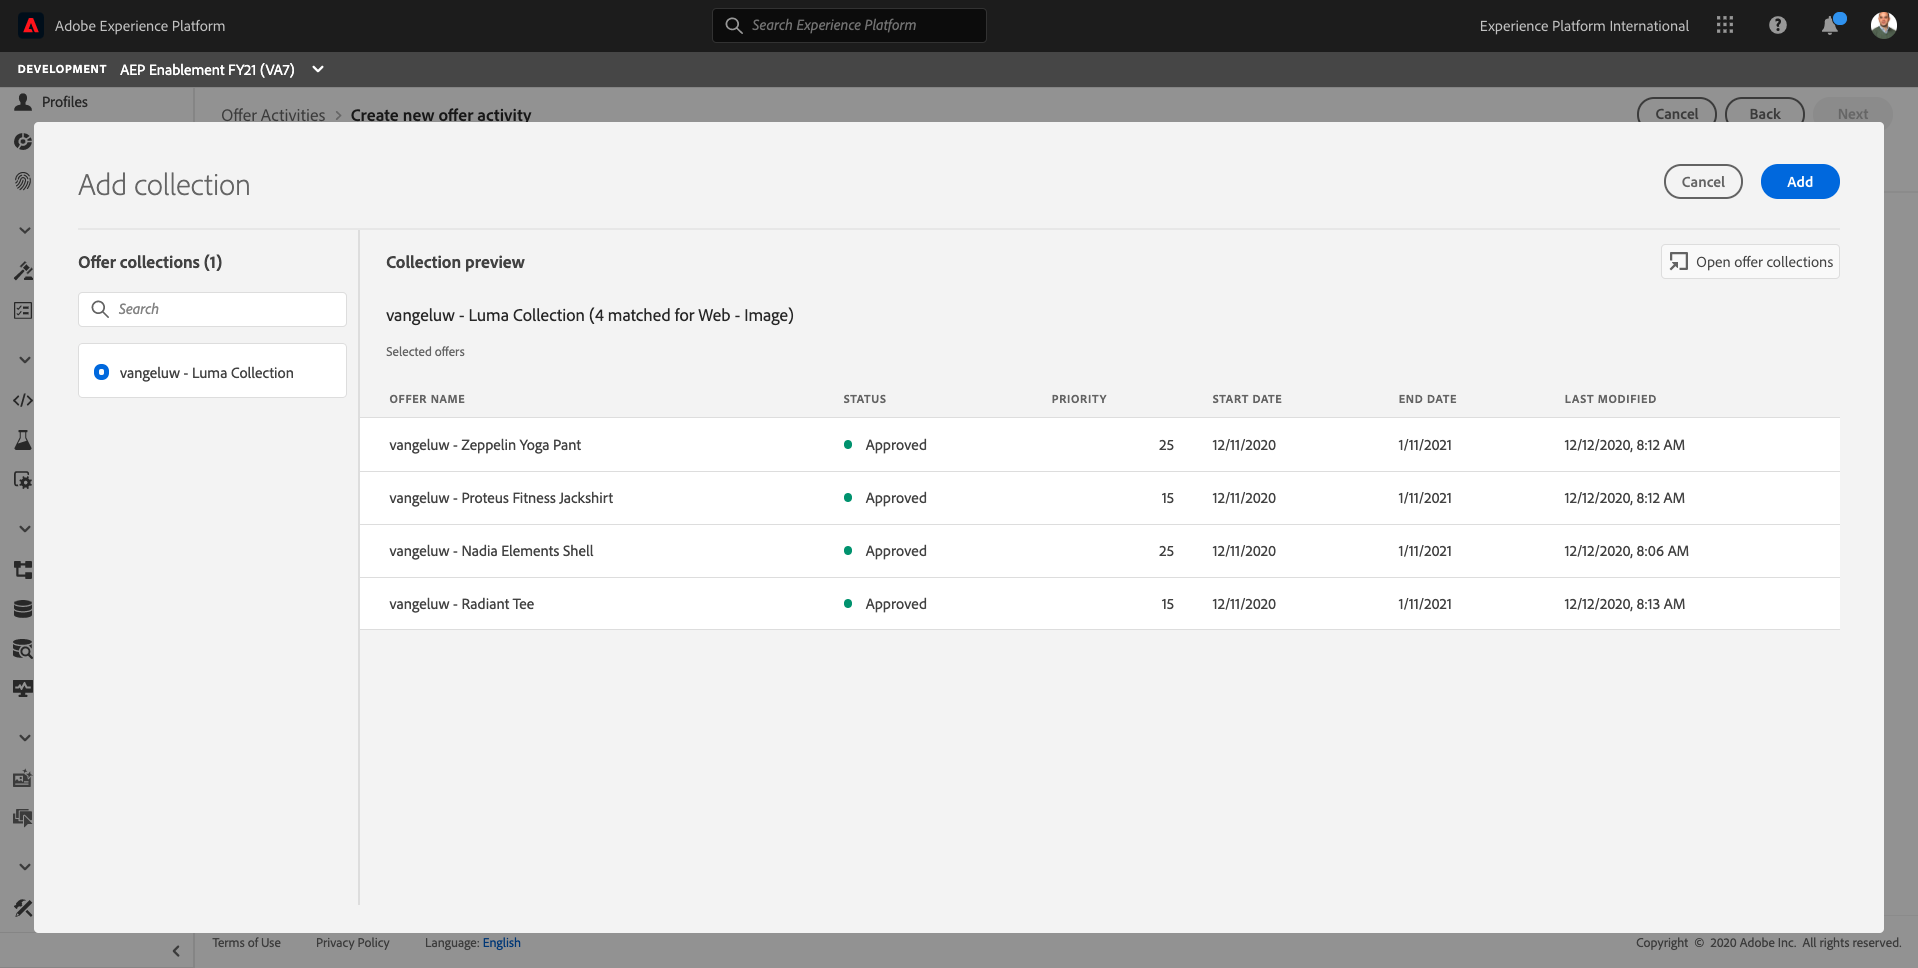 Adobe Experience Platform
Search Experience Platform
Experience Platform International
DEVELOPMENT AEP Enablement FY21 (VA7)
Profiles
Offer Activities > Create new offer activity
Cancel Back Next
Add collection
Cancel Add
Offer collections (1)
Search
vangeluw - Luma Collection
Collection preview
Open offer collections
vangeluw - Luma Collection (4 matched for Web - Image)
Selected offers
OFFER NAME STATUS PRIORITY START DATE END DATE LAST MODIFIED
vangeluw - Zeppelin Yoga Pant Approved 25 12/11/2020 1/11/2021 12/12/2020, 8:12 AM
vangeluw - Proteus Fitness Jackshirt Approved 15 12/11/2020 1/11/2021 12/12/2020, 8:12 AM
vangeluw - Nadia Elements Shell Approved 25 12/11/2020 1/11/2021 12/12/2020, 8:06 AM
vangeluw - Radiant Tee Approved 15 12/11/2020 1/11/2021 12/12/2020, 8:13 AM
Terms of Use Privacy Policy Language: English
Copyright © 2020 Adobe Inc. All rights reserved.